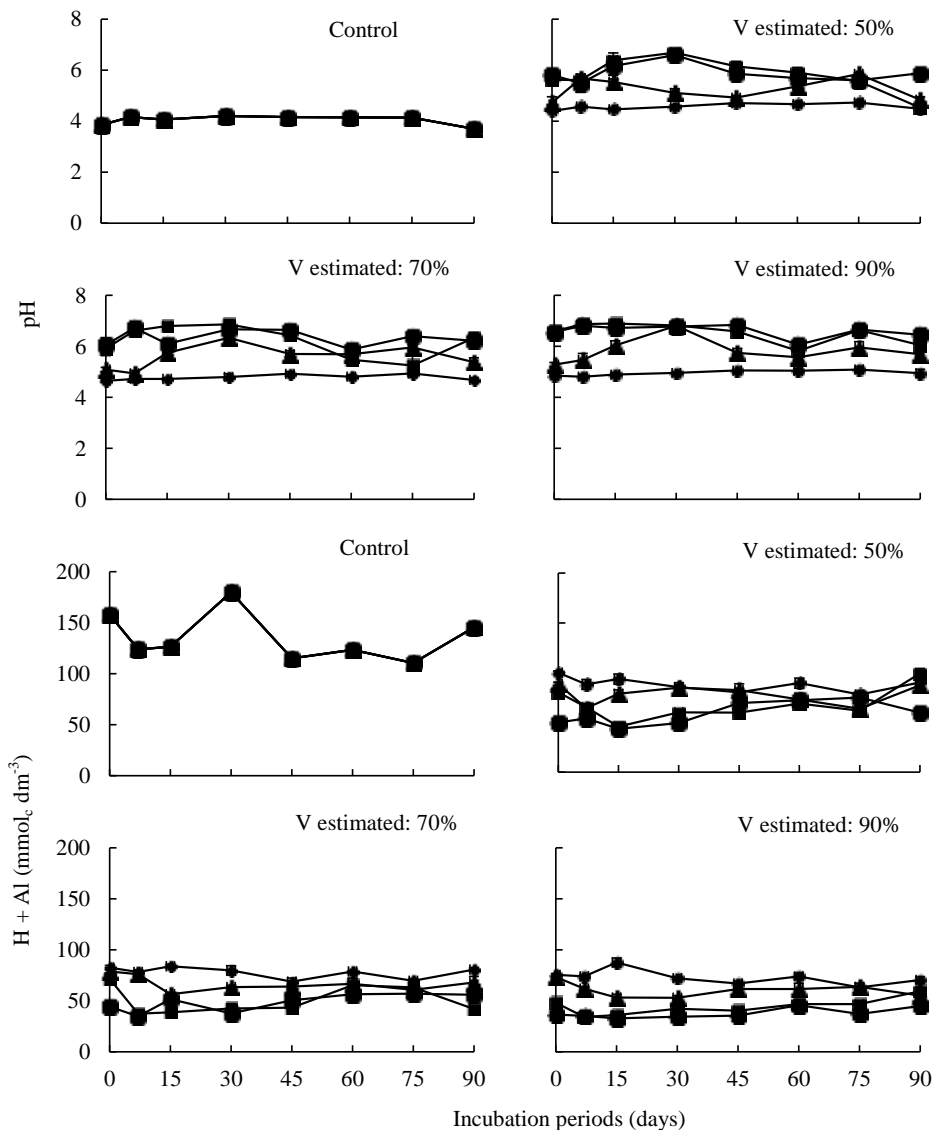 Control
V estimated: 50%
8
6
4
2
0
V estimated: 70%
V estimated: 90%
pH
8
6
4
2
0
Control
V estimated: 50%
200
150
100
50
0
V estimated: 70%
V estimated: 90%
H + Al (mmolc dm-3)
200
150
100
50
0
0 15 30 45 60 75 90
0 15 30 45 60 75 90
Incubation periods (days)